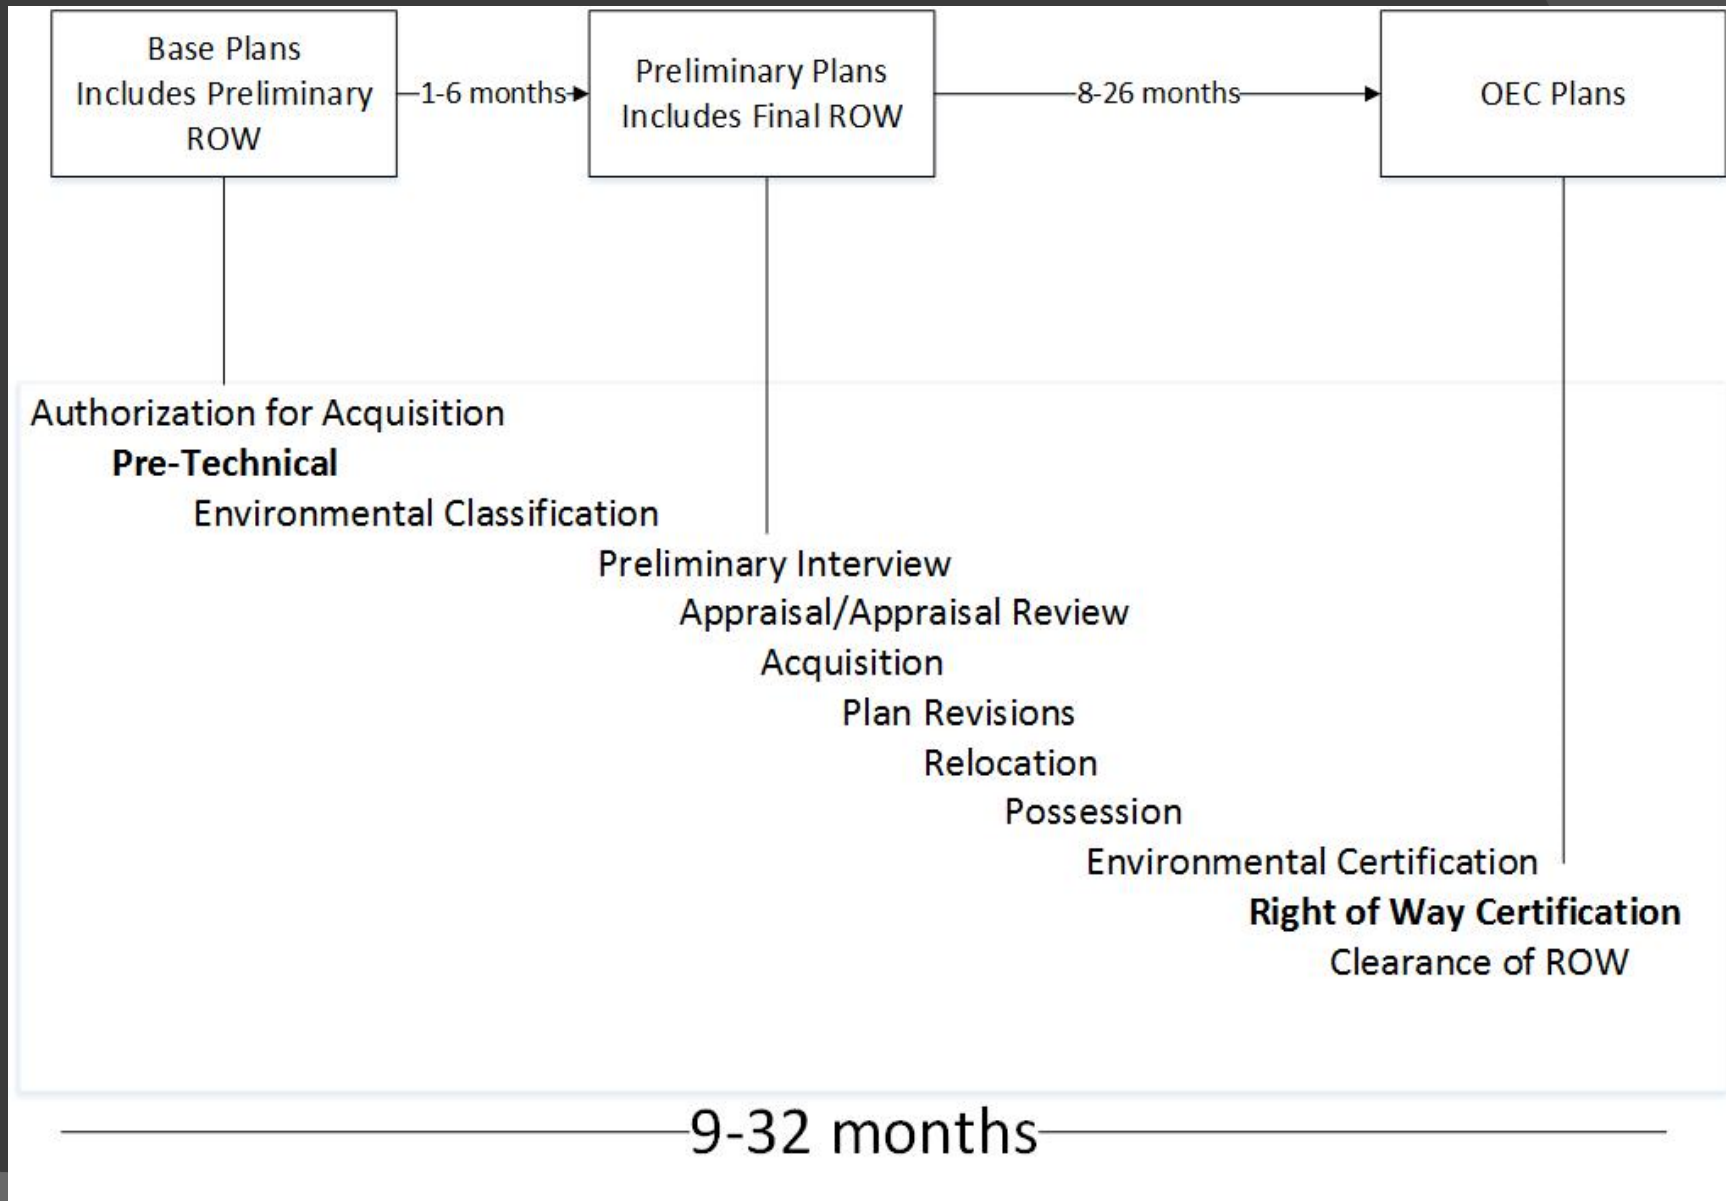 Base Plans
Includes Preliminary
ROW
1-6 months
Preliminary Plans
Includes Final ROW
8-26 months
OEC Plans
Authorization for Acquisition
Pre-Technical
Environmental Classification
Preliminary Interview
Appraisal/Appraisal Review
Acquisition
Plan Revisions
Relocation
Possession
Environmental Certification
Right of Way Certification
Clearance of ROW
9-32 months